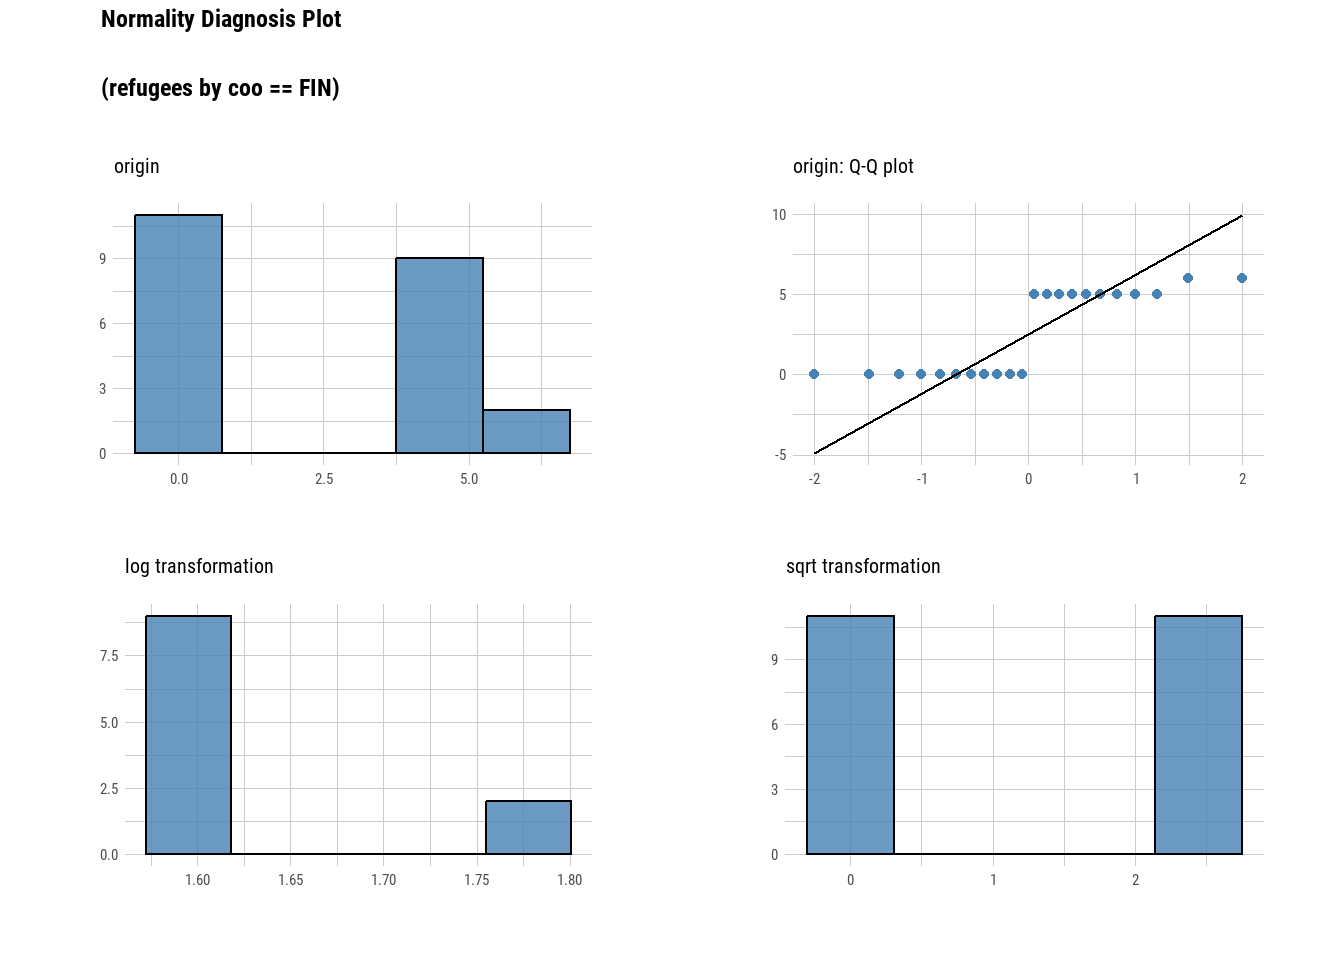 Normality Diagnosis Plot
(refugees by coo == FIN)
origin
9
6
3
0
0.0 2.5 5.0
origin: Q-Q plot
10
5
0
-5
-2 -1 0 1 2
log transformation
7.5
5.0
2.5
0.0
1.60 1.65 1.70 1.75 1.80
sqrt transformation
9
6
3
0
0 1 2